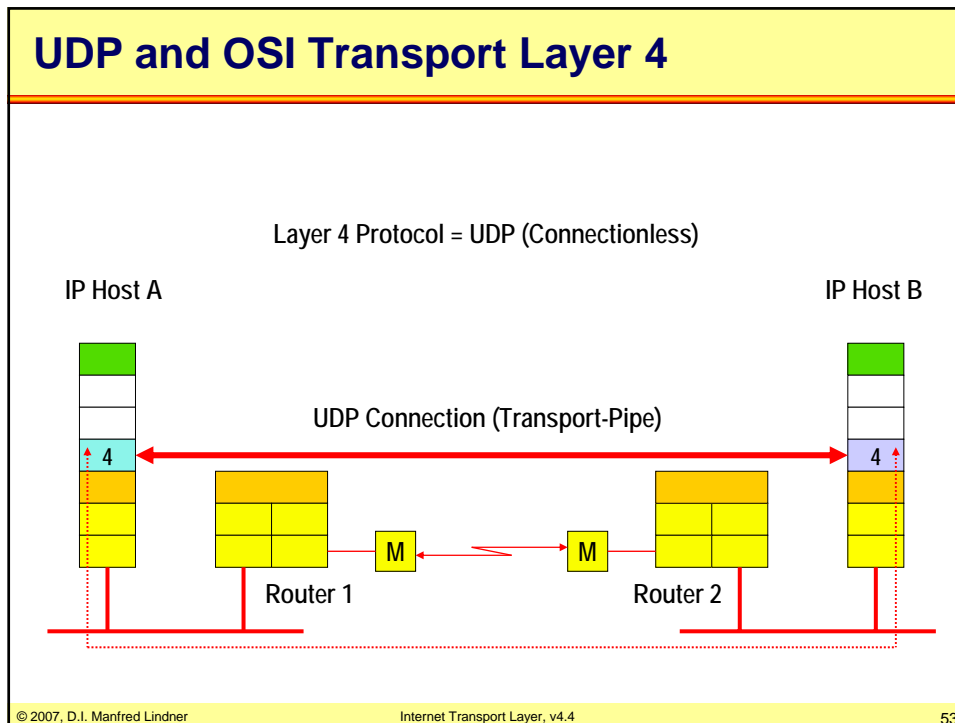 UDP and OSI Transport Layer 4
Layer 4 Protocol = UDP (Connectionless)
IP Host A
IP Host B
UDP Connection (Transport-Pipe)
4
4
M
M
Router 1
Router 2
© 2007, D.I. Manfred Lindner
Internet Transport Layer, v4.4
53